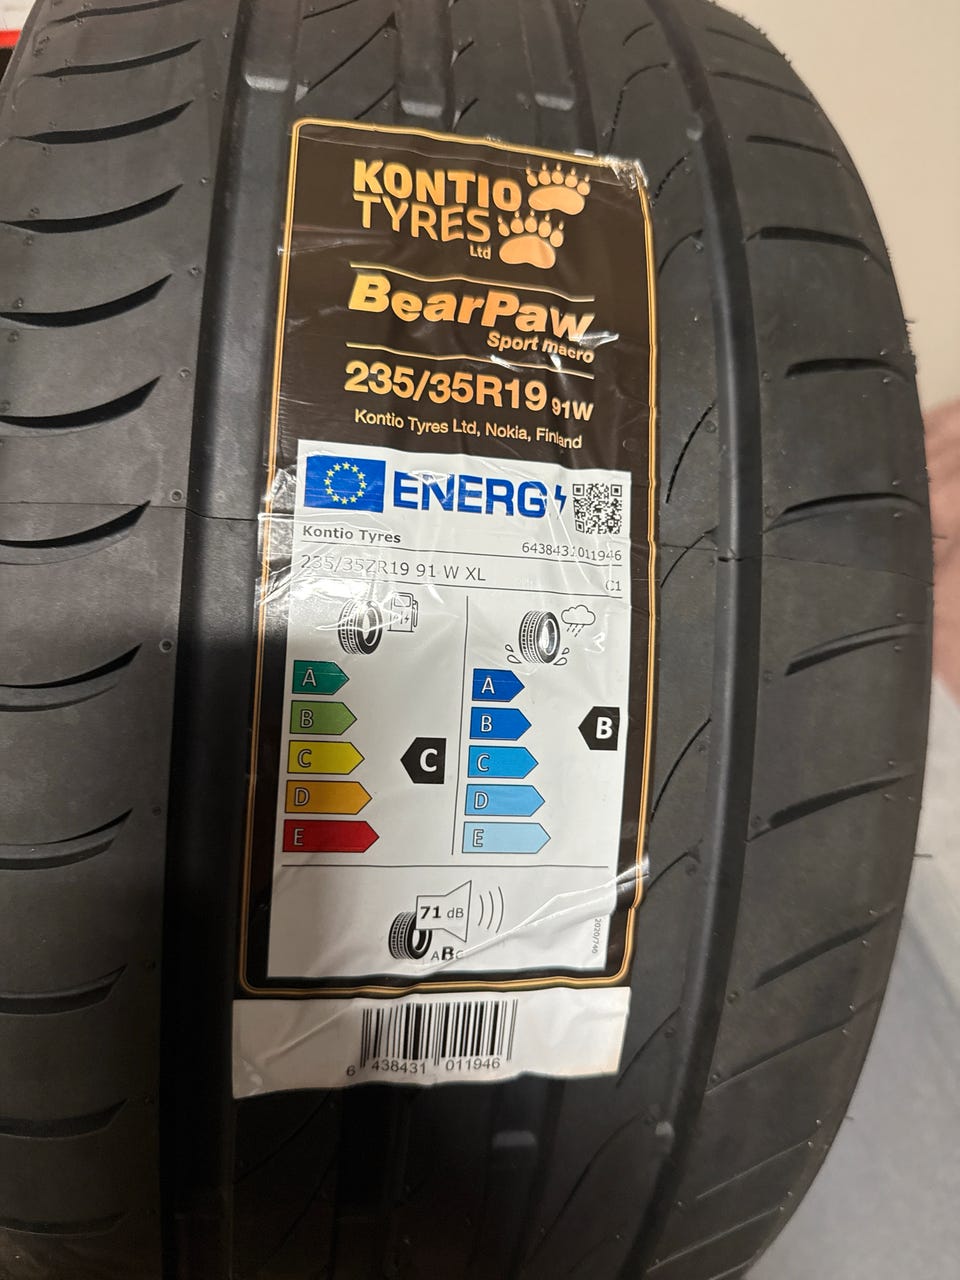 KONTIO
TYRES
Ltd
BearPaw
Sport macro
235/35R19 91W
Kontio Tyres Ltd, Nokia, Finland
ENERG
Kontio Tyres
6438431011946
235/35ZR19 91 W XL
C1
A
B
C
D
E
C
A
B
C
D
E
B
71 dB
ABC
2020/740
6 438431 011946